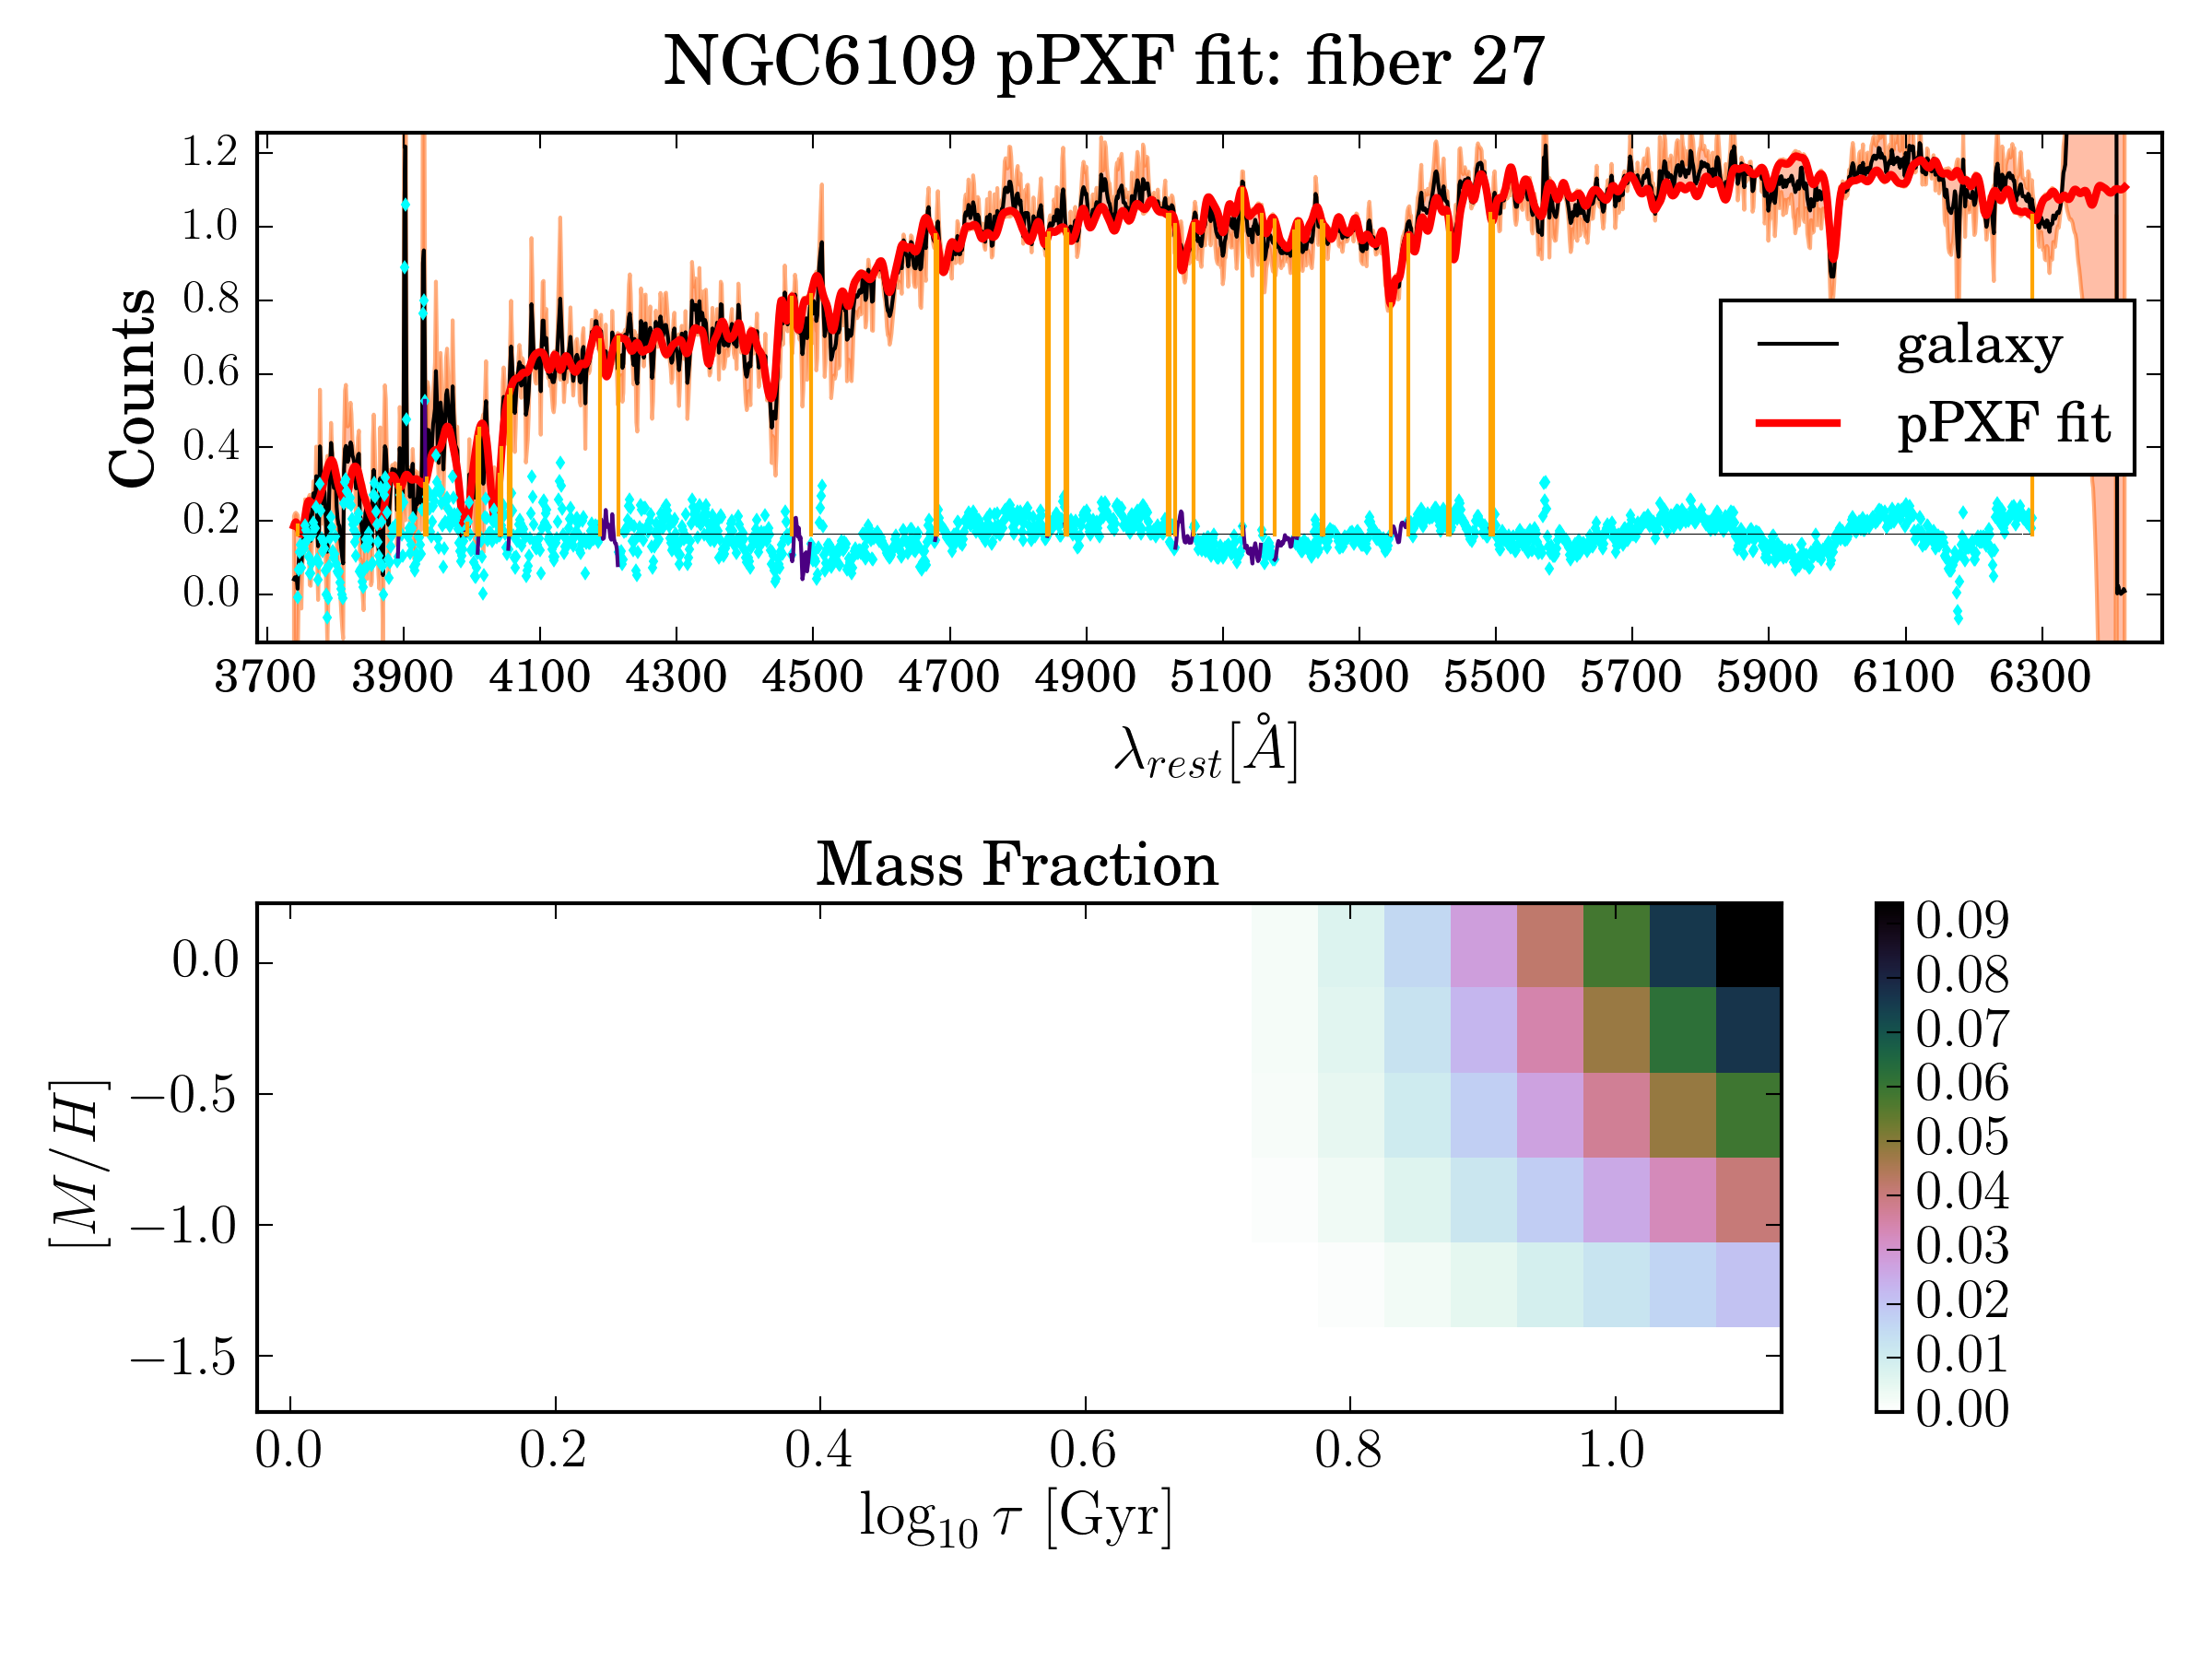 NGC6109 pPXF fit: fiber 27
1.2
1.0
0.8
0.6
0.4
0.2
0.0
Counts
galaxy
pPXF fit
3700 3900 4100 4300 4500 4700 4900 5100 5300 5500 5700 5900 6100 6300
λ_rest[Å]
Mass Fraction
0.0
−0.5
−1.0
−1.5
[M/H]
0.0 0.2 0.4 0.6 0.8 1.0
log₁₀ τ [Gyr]
0.09
0.08
0.07
0.06
0.05
0.04
0.03
0.02
0.01
0.00